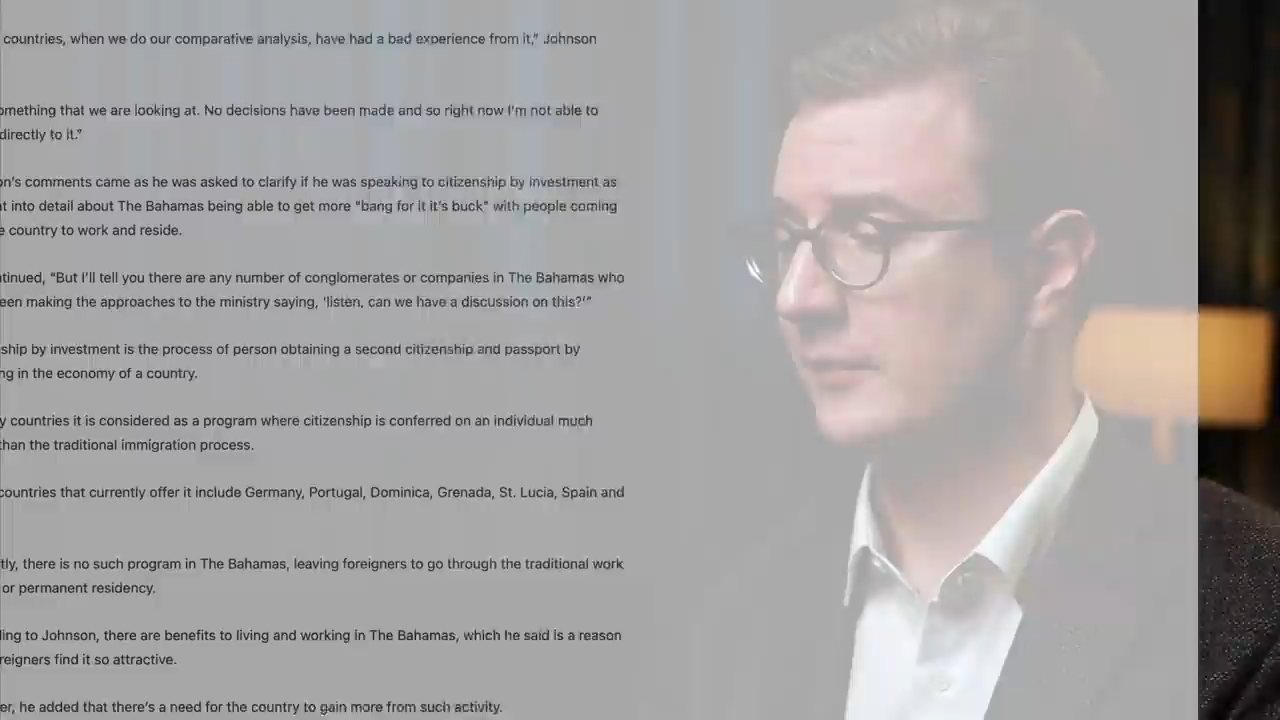 countries, when we do our comparative analysis, have had a bad experience from it," Johnson
omething that we are looking at. No decisions have been made and so right now I'm not able to
directly to it."
on's comments came as he was asked to clarify if he was speaking to citizenship by investment as
nt into detail about The Bahamas being able to get more "bang for it it's buck" with people coming
e country to work and reside.
ntinued, "But I'll tell you there are any number of conglomerates or companies in The Bahamas who
een making the approaches to the ministry saying, 'listen, can we have a discussion on this?'"
ship by investment is the process of person obtaining a second citizenship and passport by
ng in the economy of a country.
y countries it is considered as a program where citizenship is conferred on an individual much
than the traditional immigration process.
countries that currently offer it include Germany, Portugal, Dominica, Grenada, St. Lucia, Spain and
tly, there is no such program in The Bahamas, leaving foreigners to go through the traditional work
or permanent residency.
ding to Johnson, there are benefits to living and working in The Bahamas, which he said is a reason
reigners find it so attractive.
er, he added that there's a need for the country to gain more from such activity.